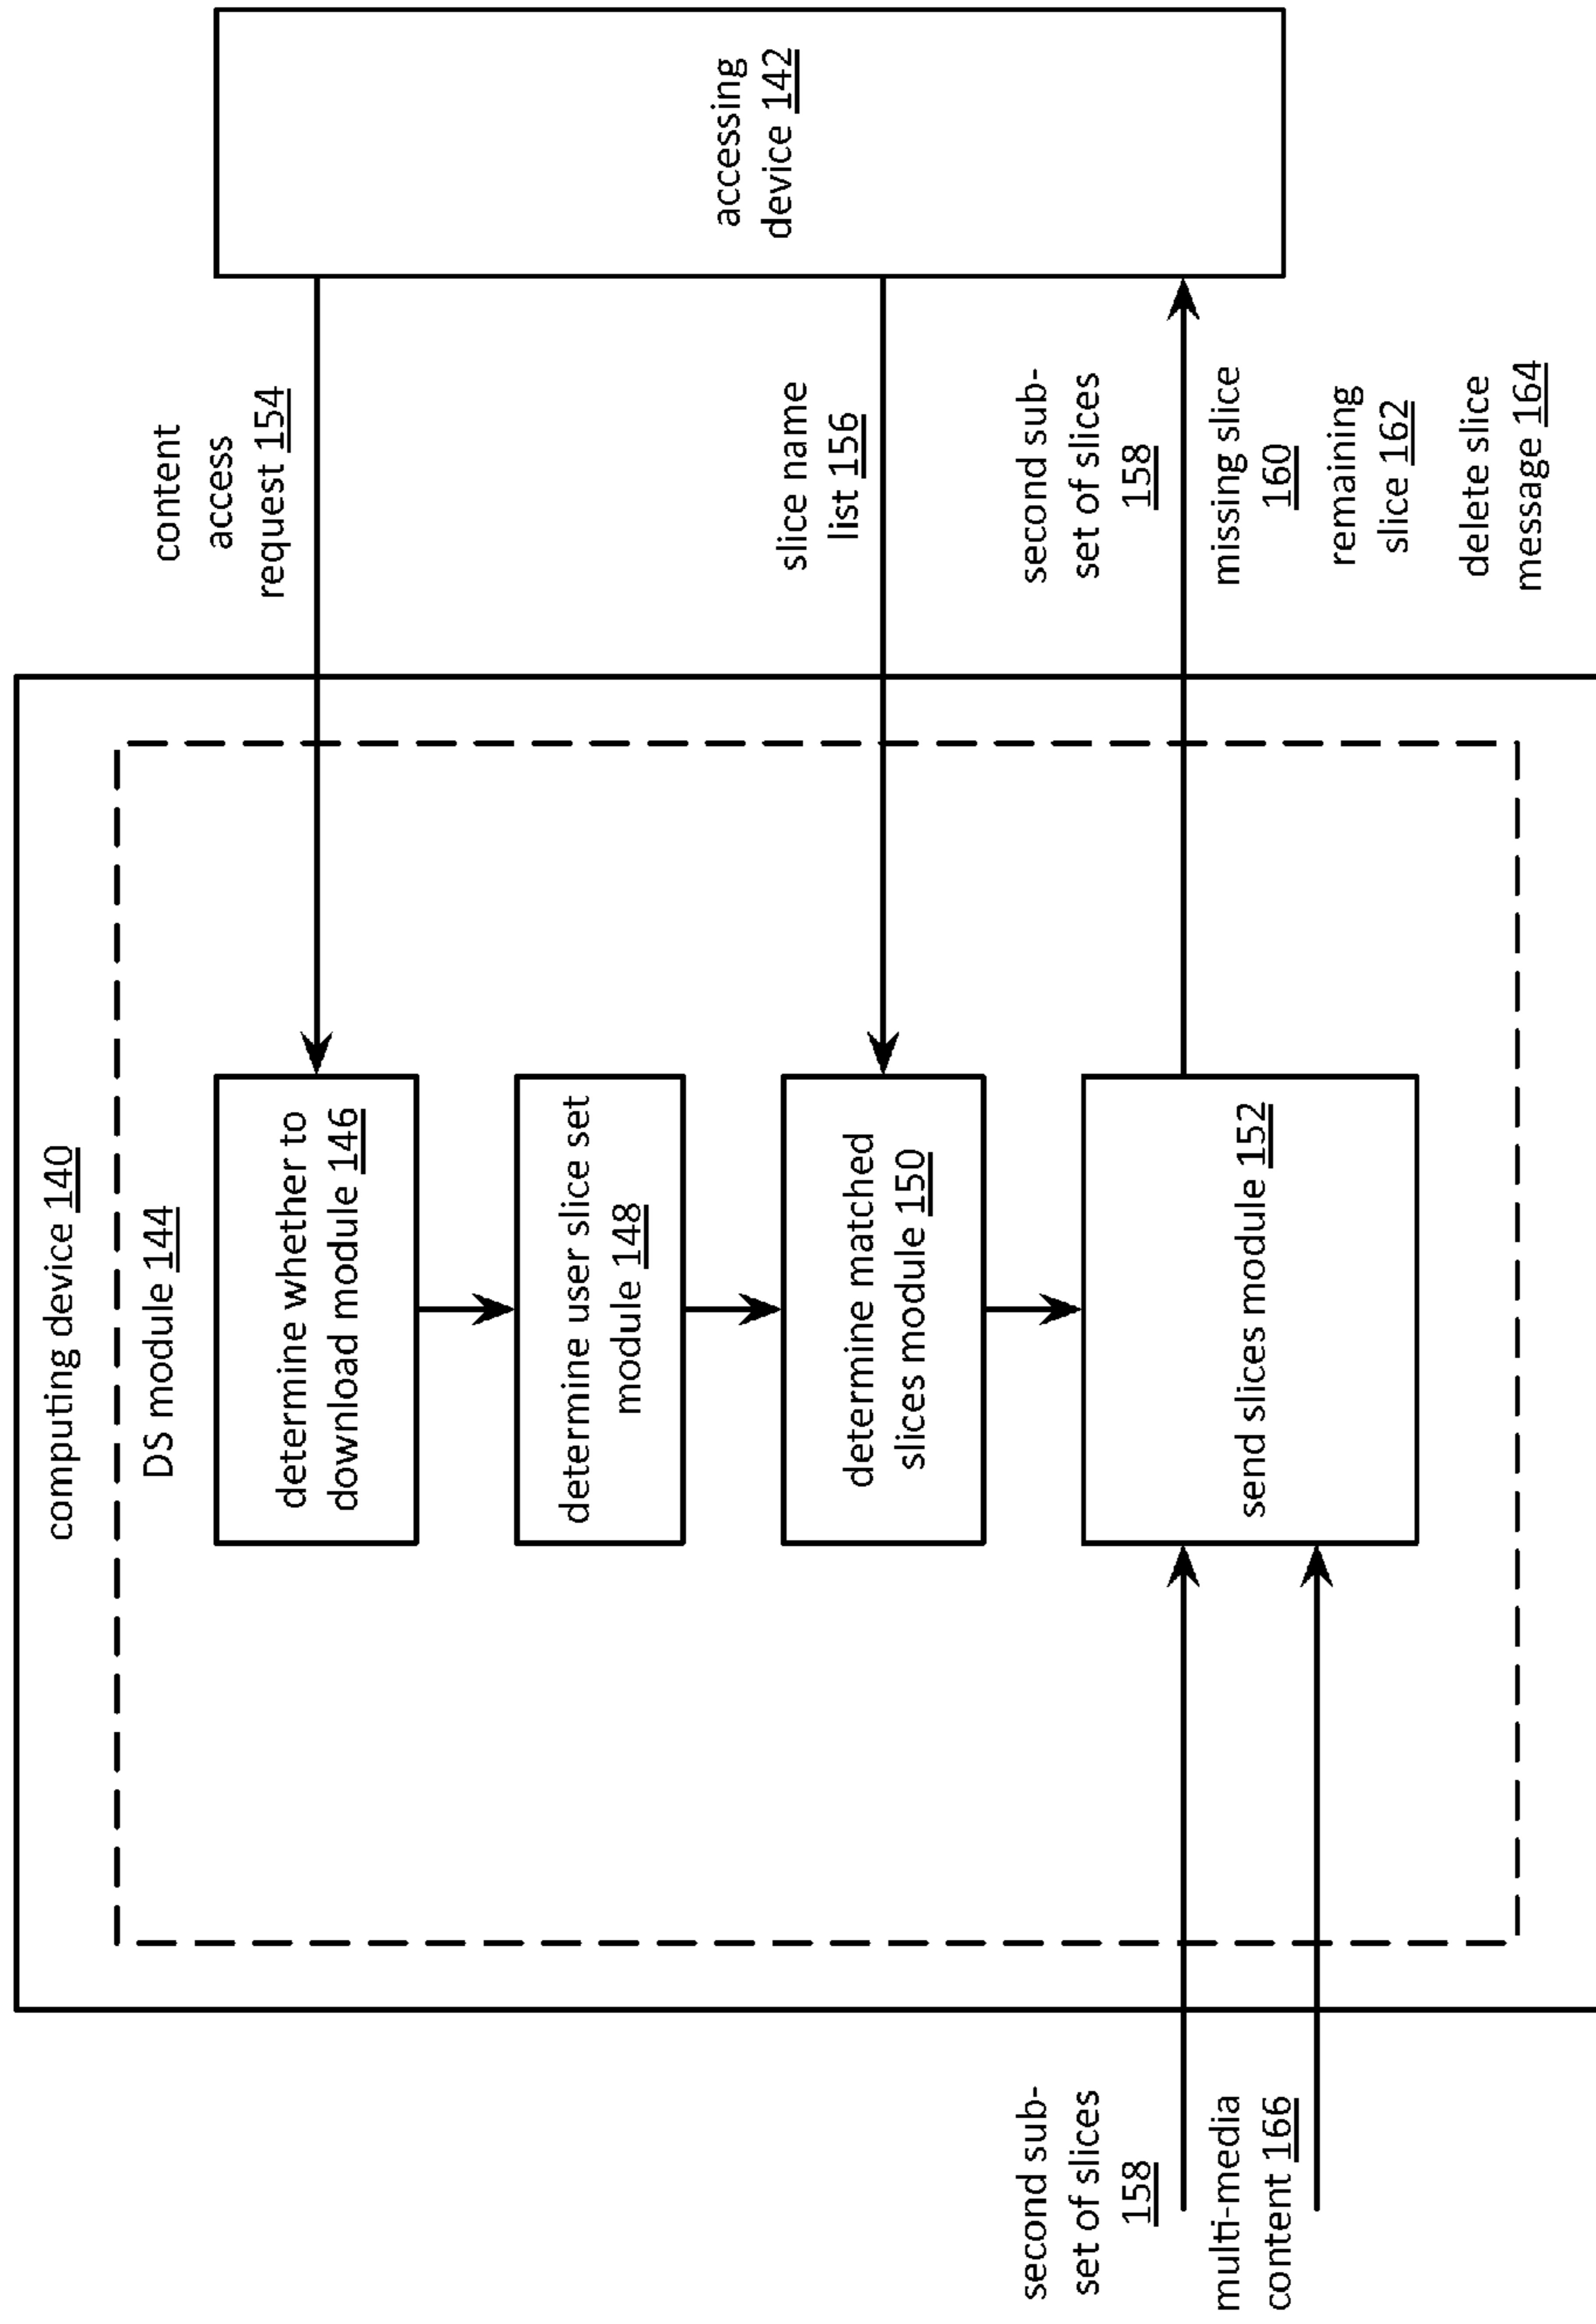 computing device 140
DS module 144
determine whether to
download module 146
determine user slice set
module 148
determine matched
slices module 150
send slices module 152
second sub-
set of slices
158
multi-media
content 166
content
access
request 154
slice name
list 156
second sub-
set of slices
158
missing slice
160
remaining
slice 162
delete slice
message 164
accessing
device 142